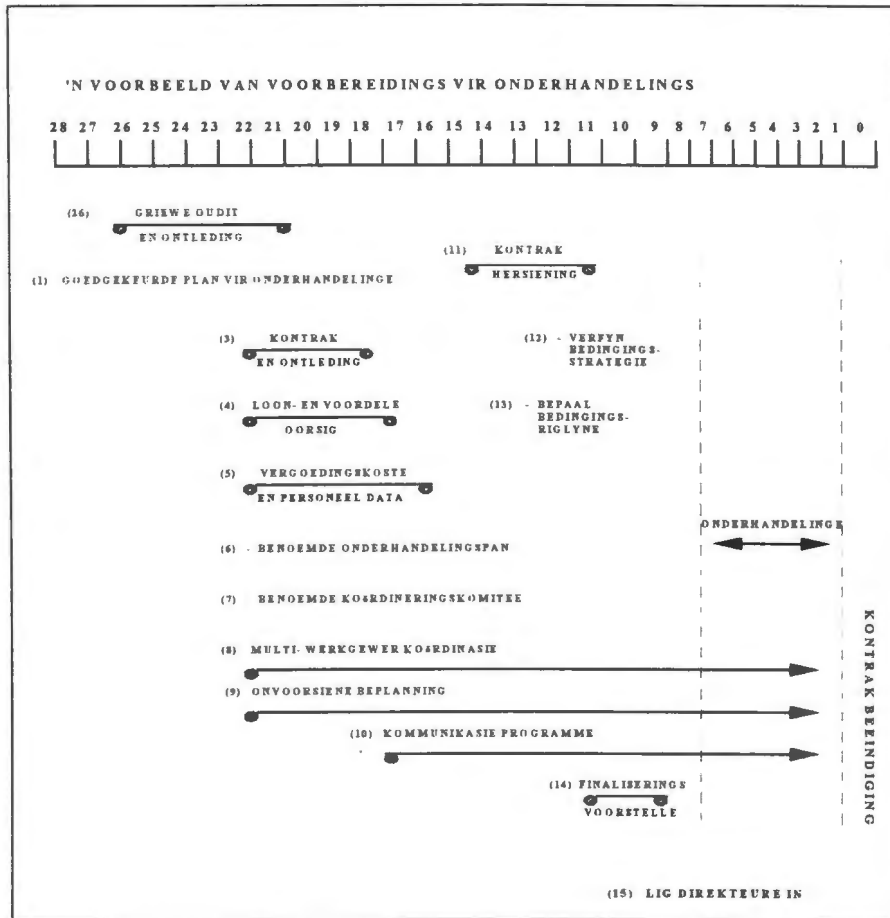 'N VOORBEELD VAN VOORBEREIDINGS VIR ONDERHANDELINGS
28 27 26 25 24 23 22 21 20 19 18 17 16 15 14 13 12 11 10 9 8 7 6 5 4 3 2 1 0
(26) GRIEWE OUDIT
EN ONTLEDING
(11) KONTRAK
HERSIENING
(1) GOEDGEKEURDE PLAN VIR ONDERHANDELINGE
(3) KONTRAK
EN ONTLEDING
(12) - VERFYN
BEDINGINGS-
STRATEGIE
(4) LOON- EN VOORDELE
OORSIG
(13) - BEPAAL
BEDINGINGS-
RIGLYNE
(5) VERGOEDINGSKOSTE
EN PERSONEEL DATA
ONDERHANDELINGE
(6) - BENOEMDE ONDERHANDELINGSPAN
(7) BENOEMDE KOöRDINERINGSKOMITEE
(8) MULTI-WERKGEWER KOöRDINASIE
(9) ONVOORSIENE BEPLANNING
(10) KOMMUNIKASIE PROGRAMME
(14) FINALISERINGS
VOORSTELLE
KONTRAK BEEINDIGING
(15) LIG DIREKTEURE IN